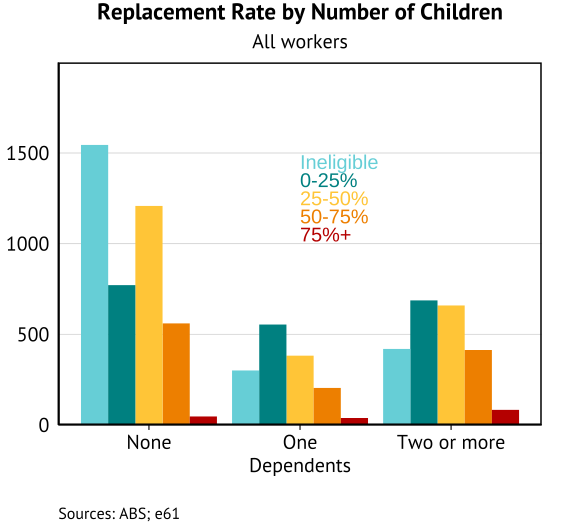 Replacement Rate by Number of Children
All workers
1500
1000
500
0
Ineligible
0-25%
25-50%
50-75%
75%+
None
One
Two or more
Dependents
Sources: ABS; e61